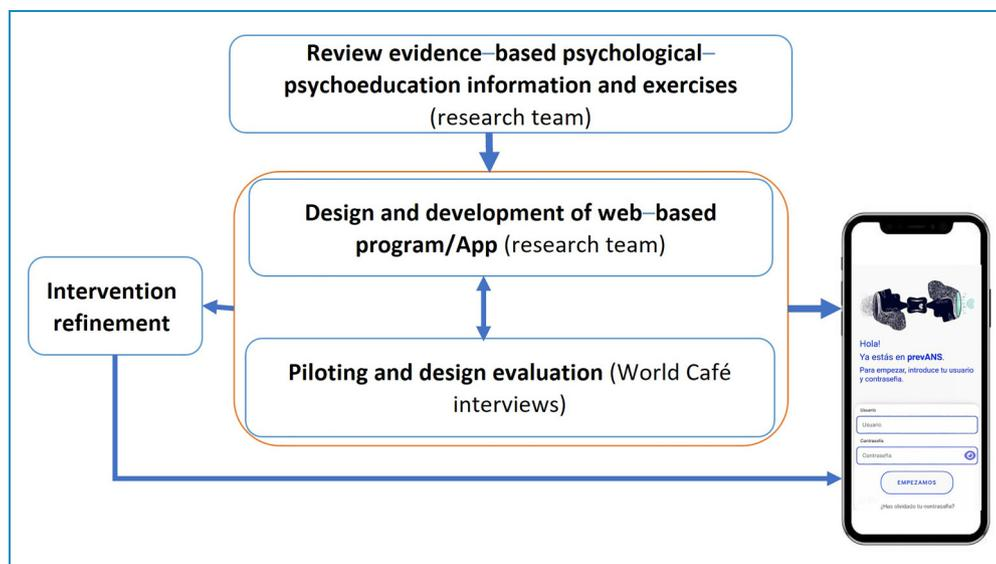 Review evidence–based psychological–
psychoeducation information and exercises
(research team)
Design and development of web–based
program/App (research team)
Intervention
refinement
Piloting and design evaluation (World Café
interviews)
Hola!
Ya estás en prevANS.
Para empezar, introduce tu usuario
y contraseña.
Usuario
Usuario
Contraseña
Contraseña
EMPEZAMOS
¿Has olvidado tu contraseña?